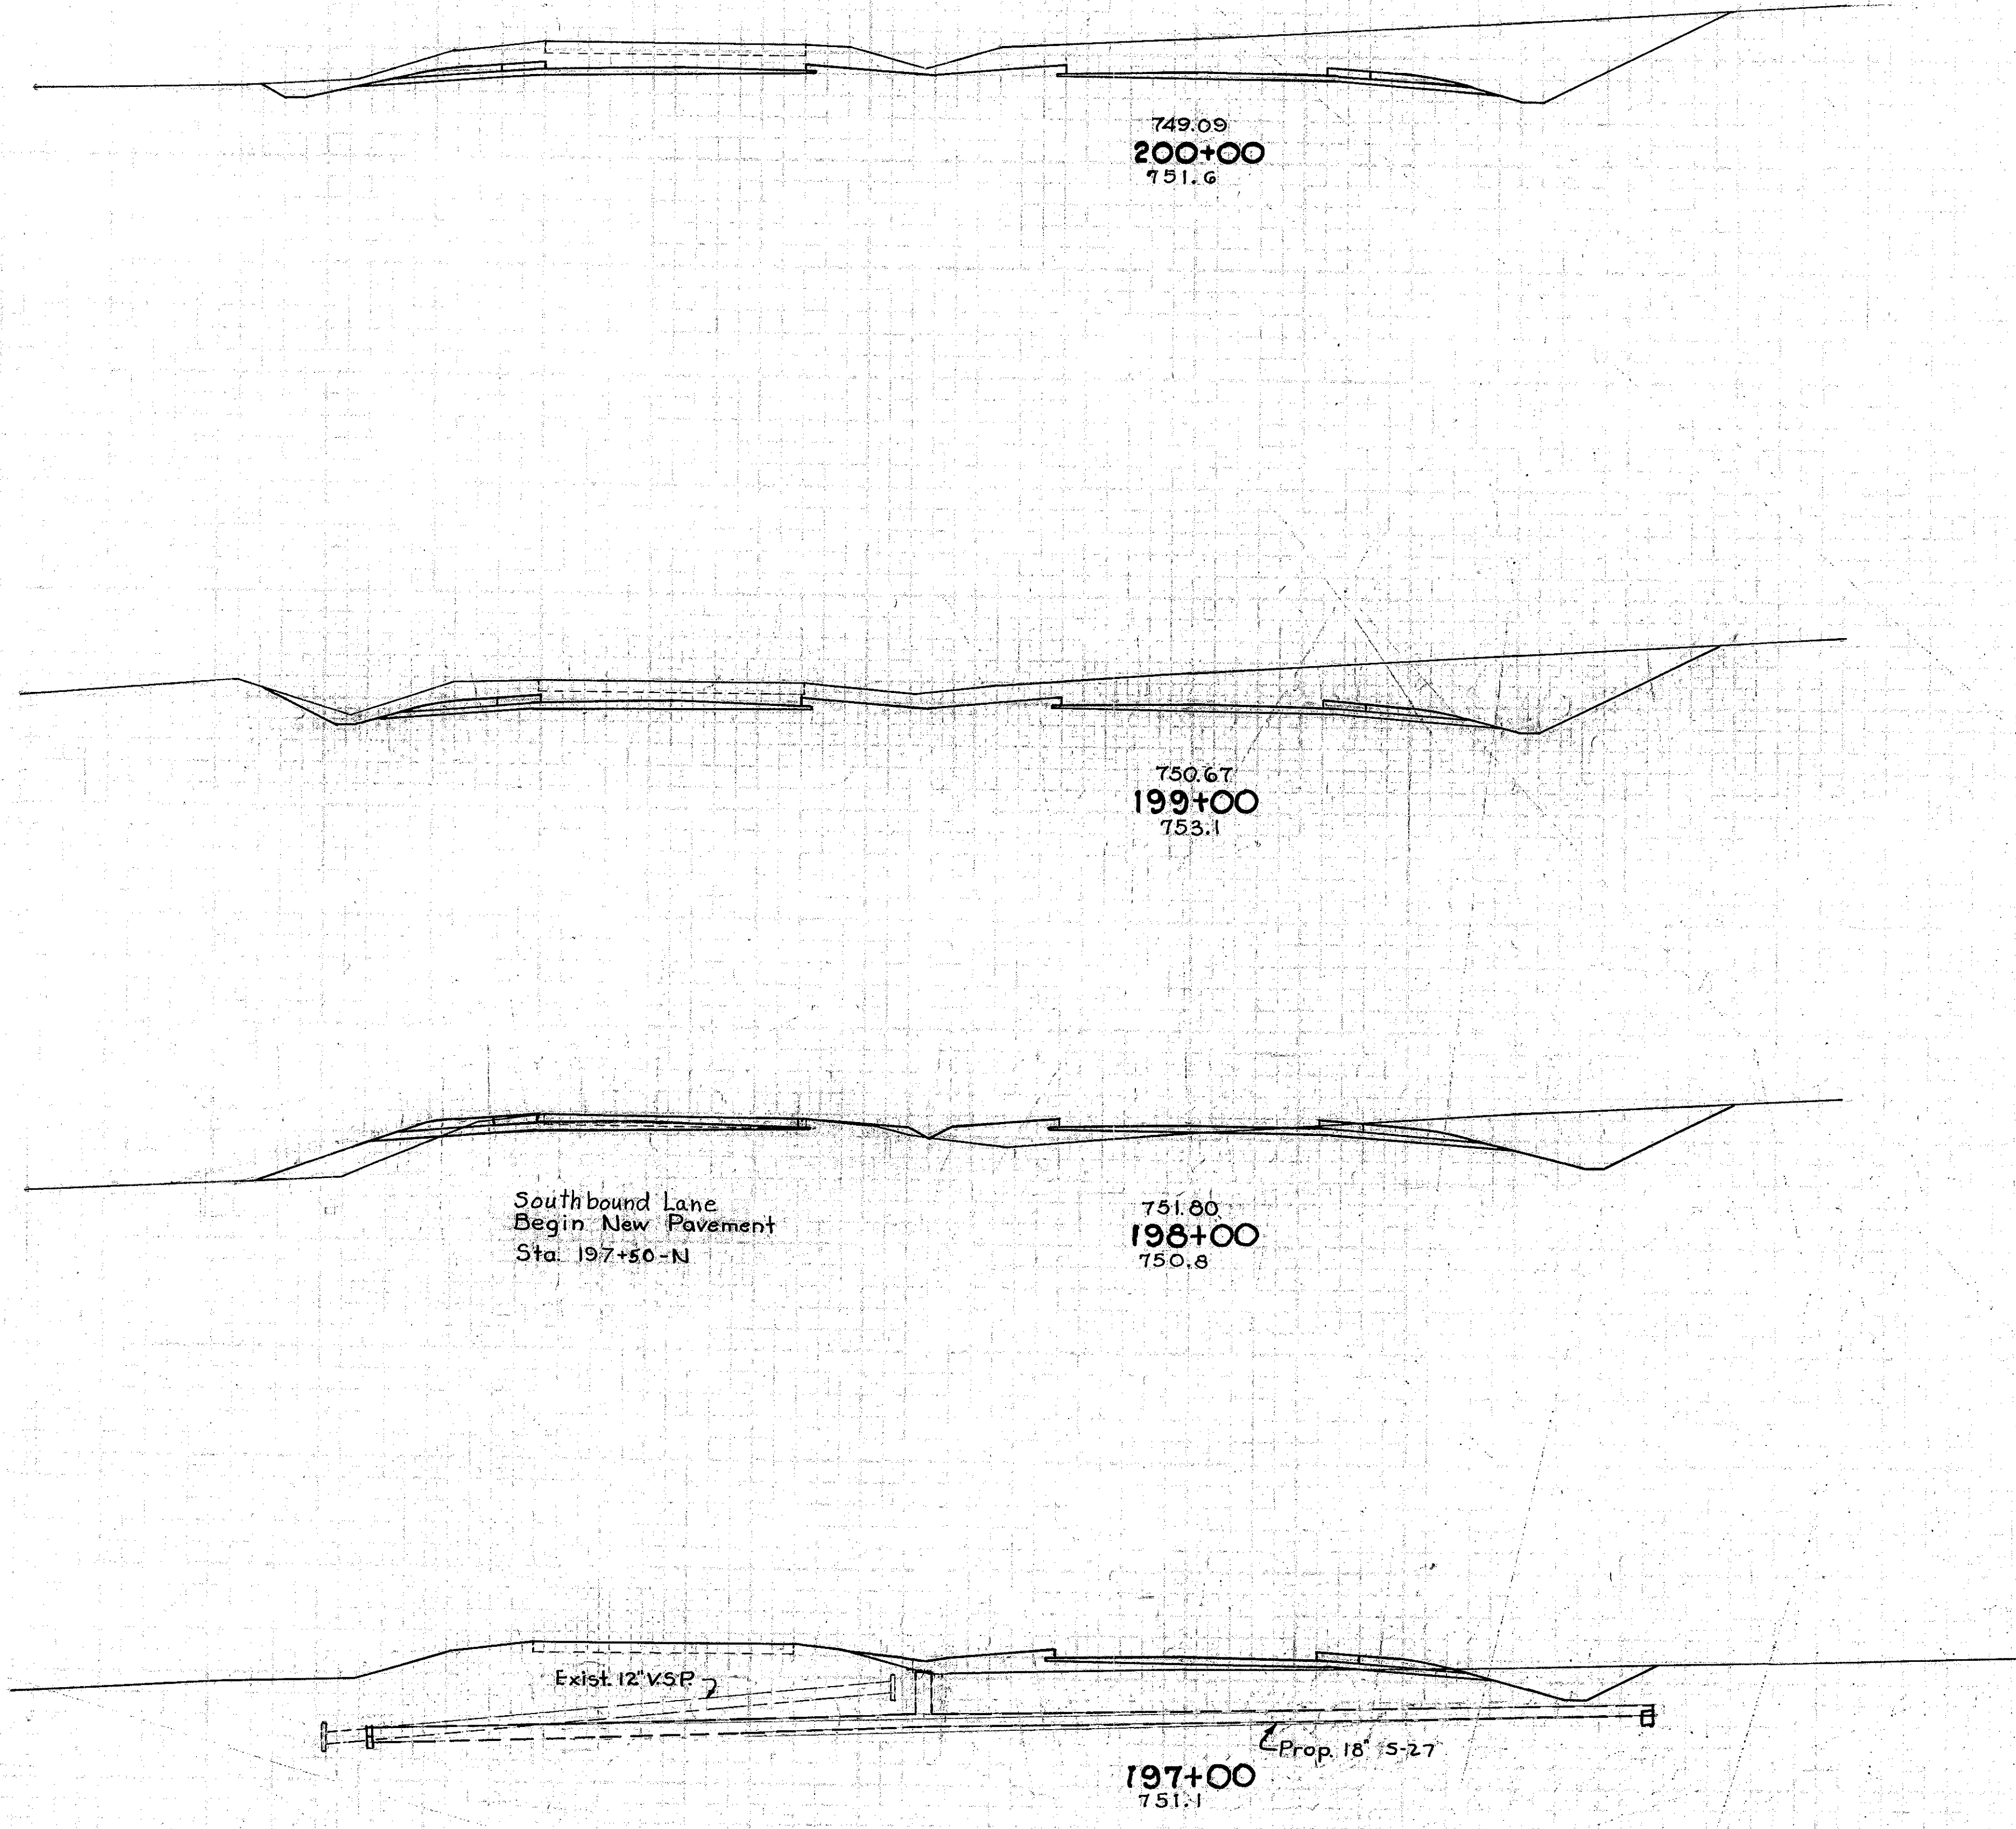 749.09
200+00
751.6
750.67
199+00
753.1
Southbound Lane
Begin New Pavement
Sta. 197+50-N
751.80
198+00
750.8
Exist. 12" V.S.P.
Prop. 18" S-27
197+00
751.1